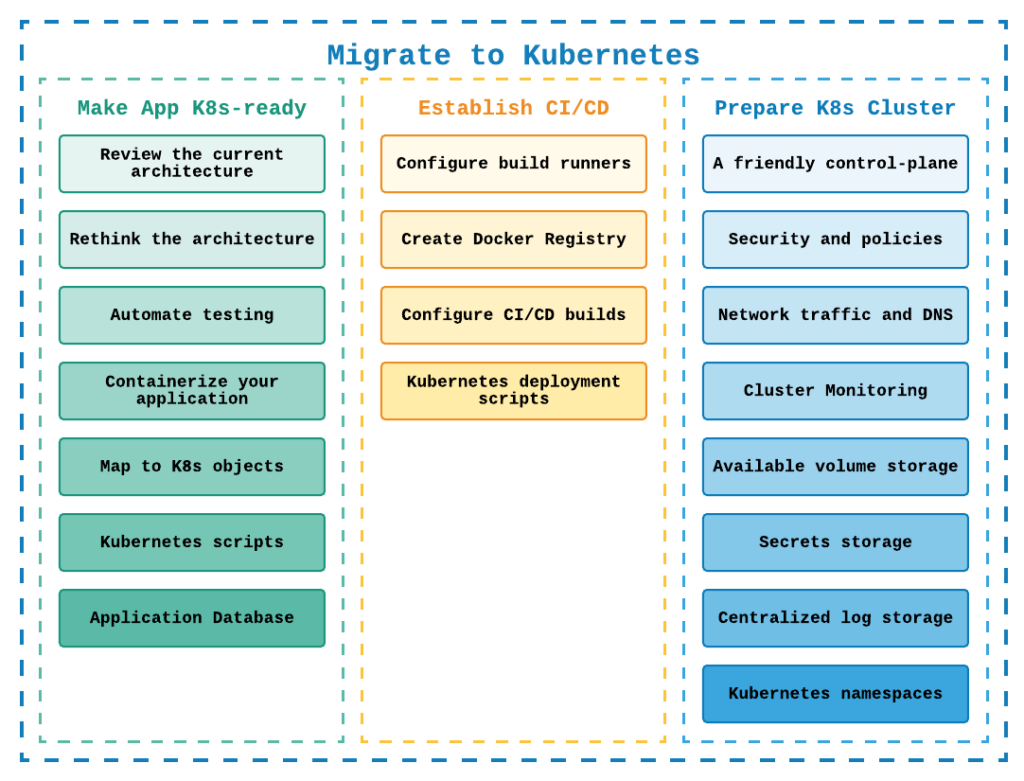 Migrate to Kubernetes
Make App K8s-ready
Review the current
architecture
Rethink the architecture
Automate testing
Containerize your
application
Map to K8s objects
Kubernetes scripts
Application Database
Establish CI/CD
Configure build runners
Create Docker Registry
Configure CI/CD builds
Kubernetes deployment
scripts
Prepare K8s Cluster
A friendly control-plane
Security and policies
Network traffic and DNS
Cluster Monitoring
Available volume storage
Secrets storage
Centralized log storage
Kubernetes namespaces